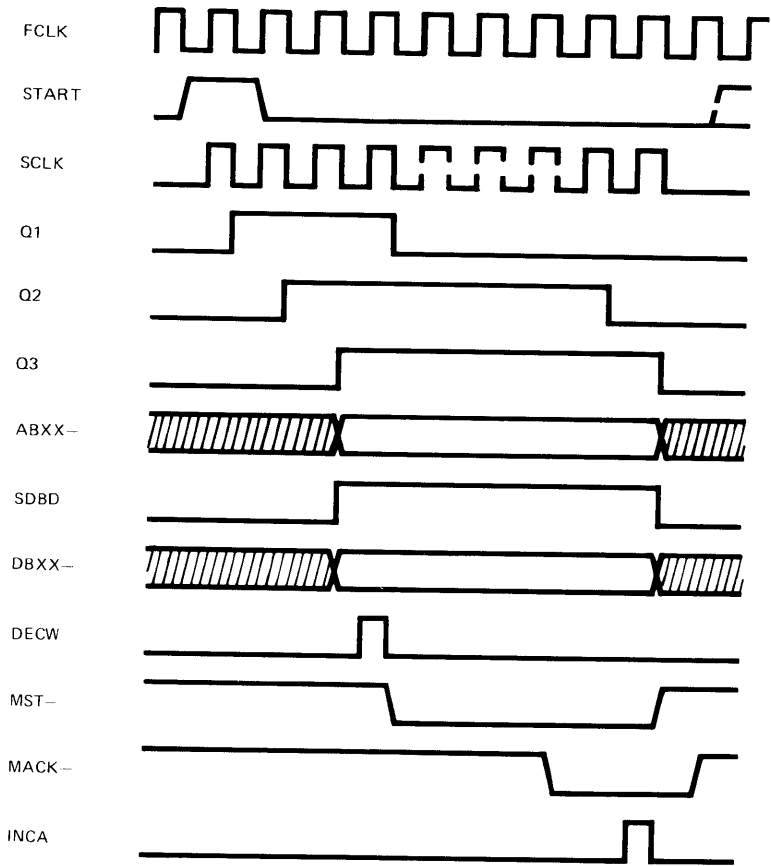 FCLK
START
SCLK
Q1
Q2
Q3
ABXX–
SDBD
DBXX–
DECW
MST–
MACK–
INCA